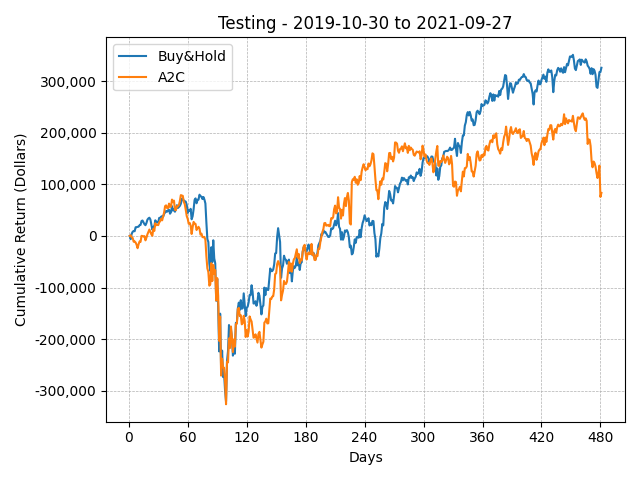 Testing - 2019-10-30 to 2021-09-27
Buy&Hold
A2C
Cumulative Return (Dollars)
300,000
200,000
100,000
0
-100,000
-200,000
-300,000
0 60 120 180 240 300 360 420 480
Days